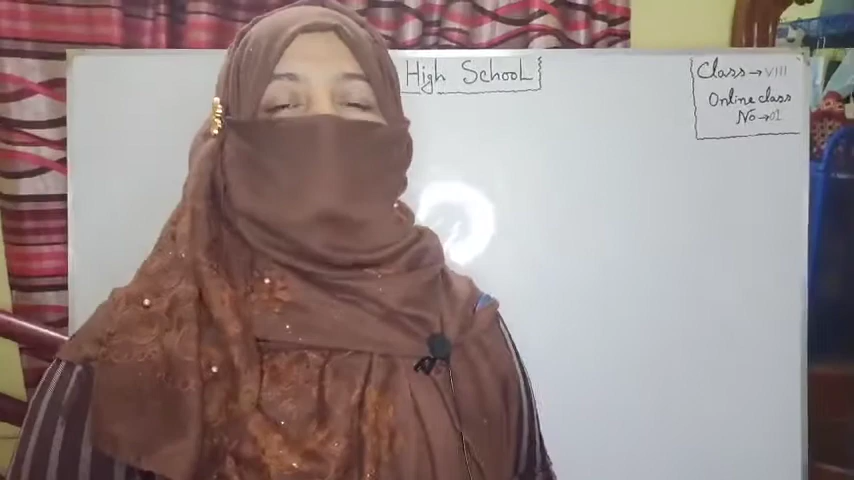 High School
Class → VIII
Online class
No → 01